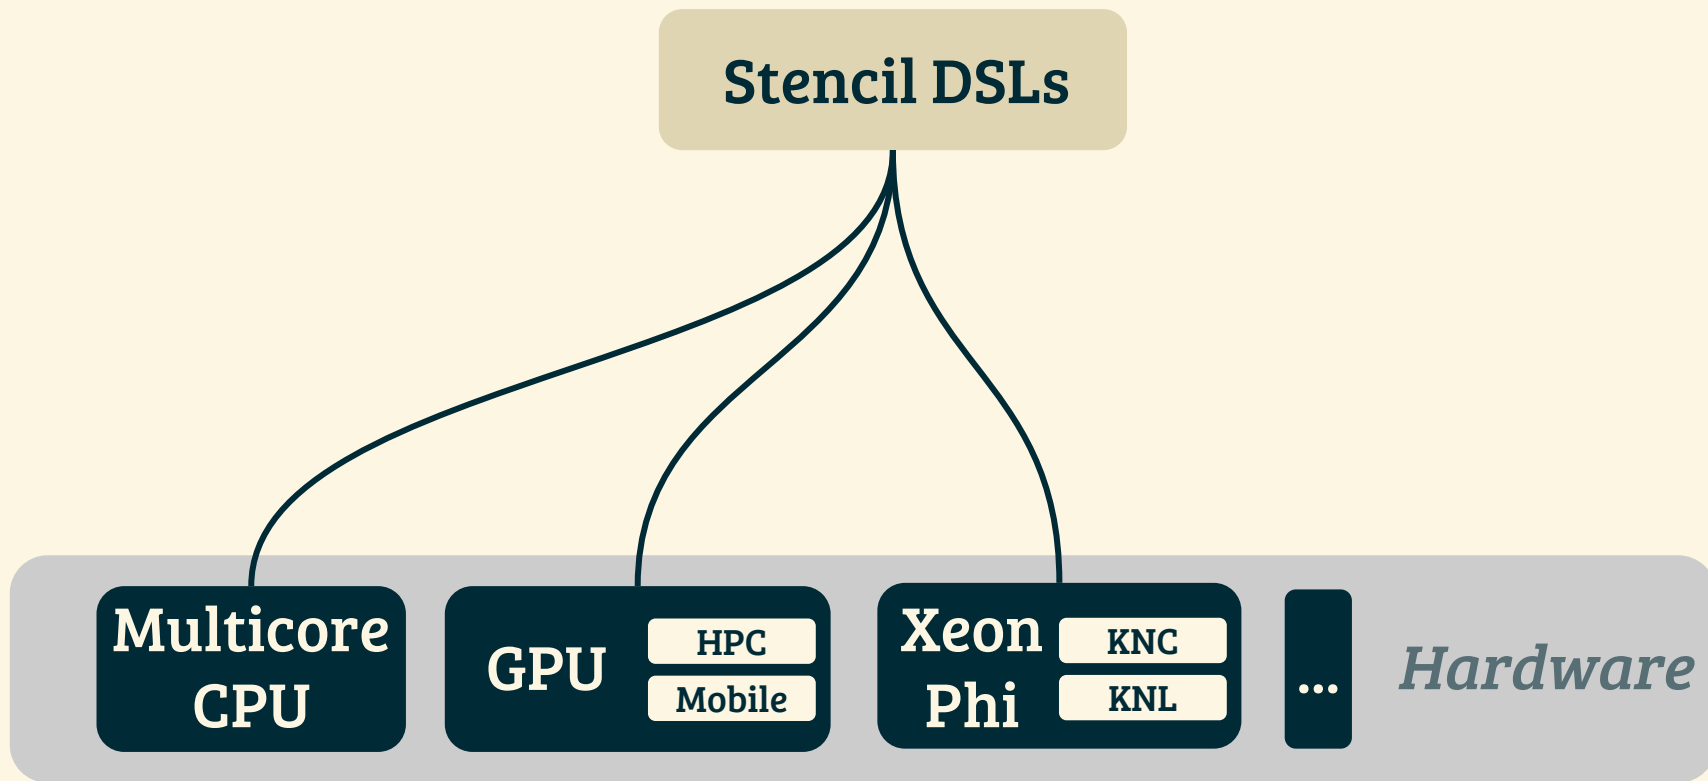 Stencil DSLs
Multicore
CPU
GPU
HPC
Mobile
Xeon
Phi
KNC
KNL
...
Hardware